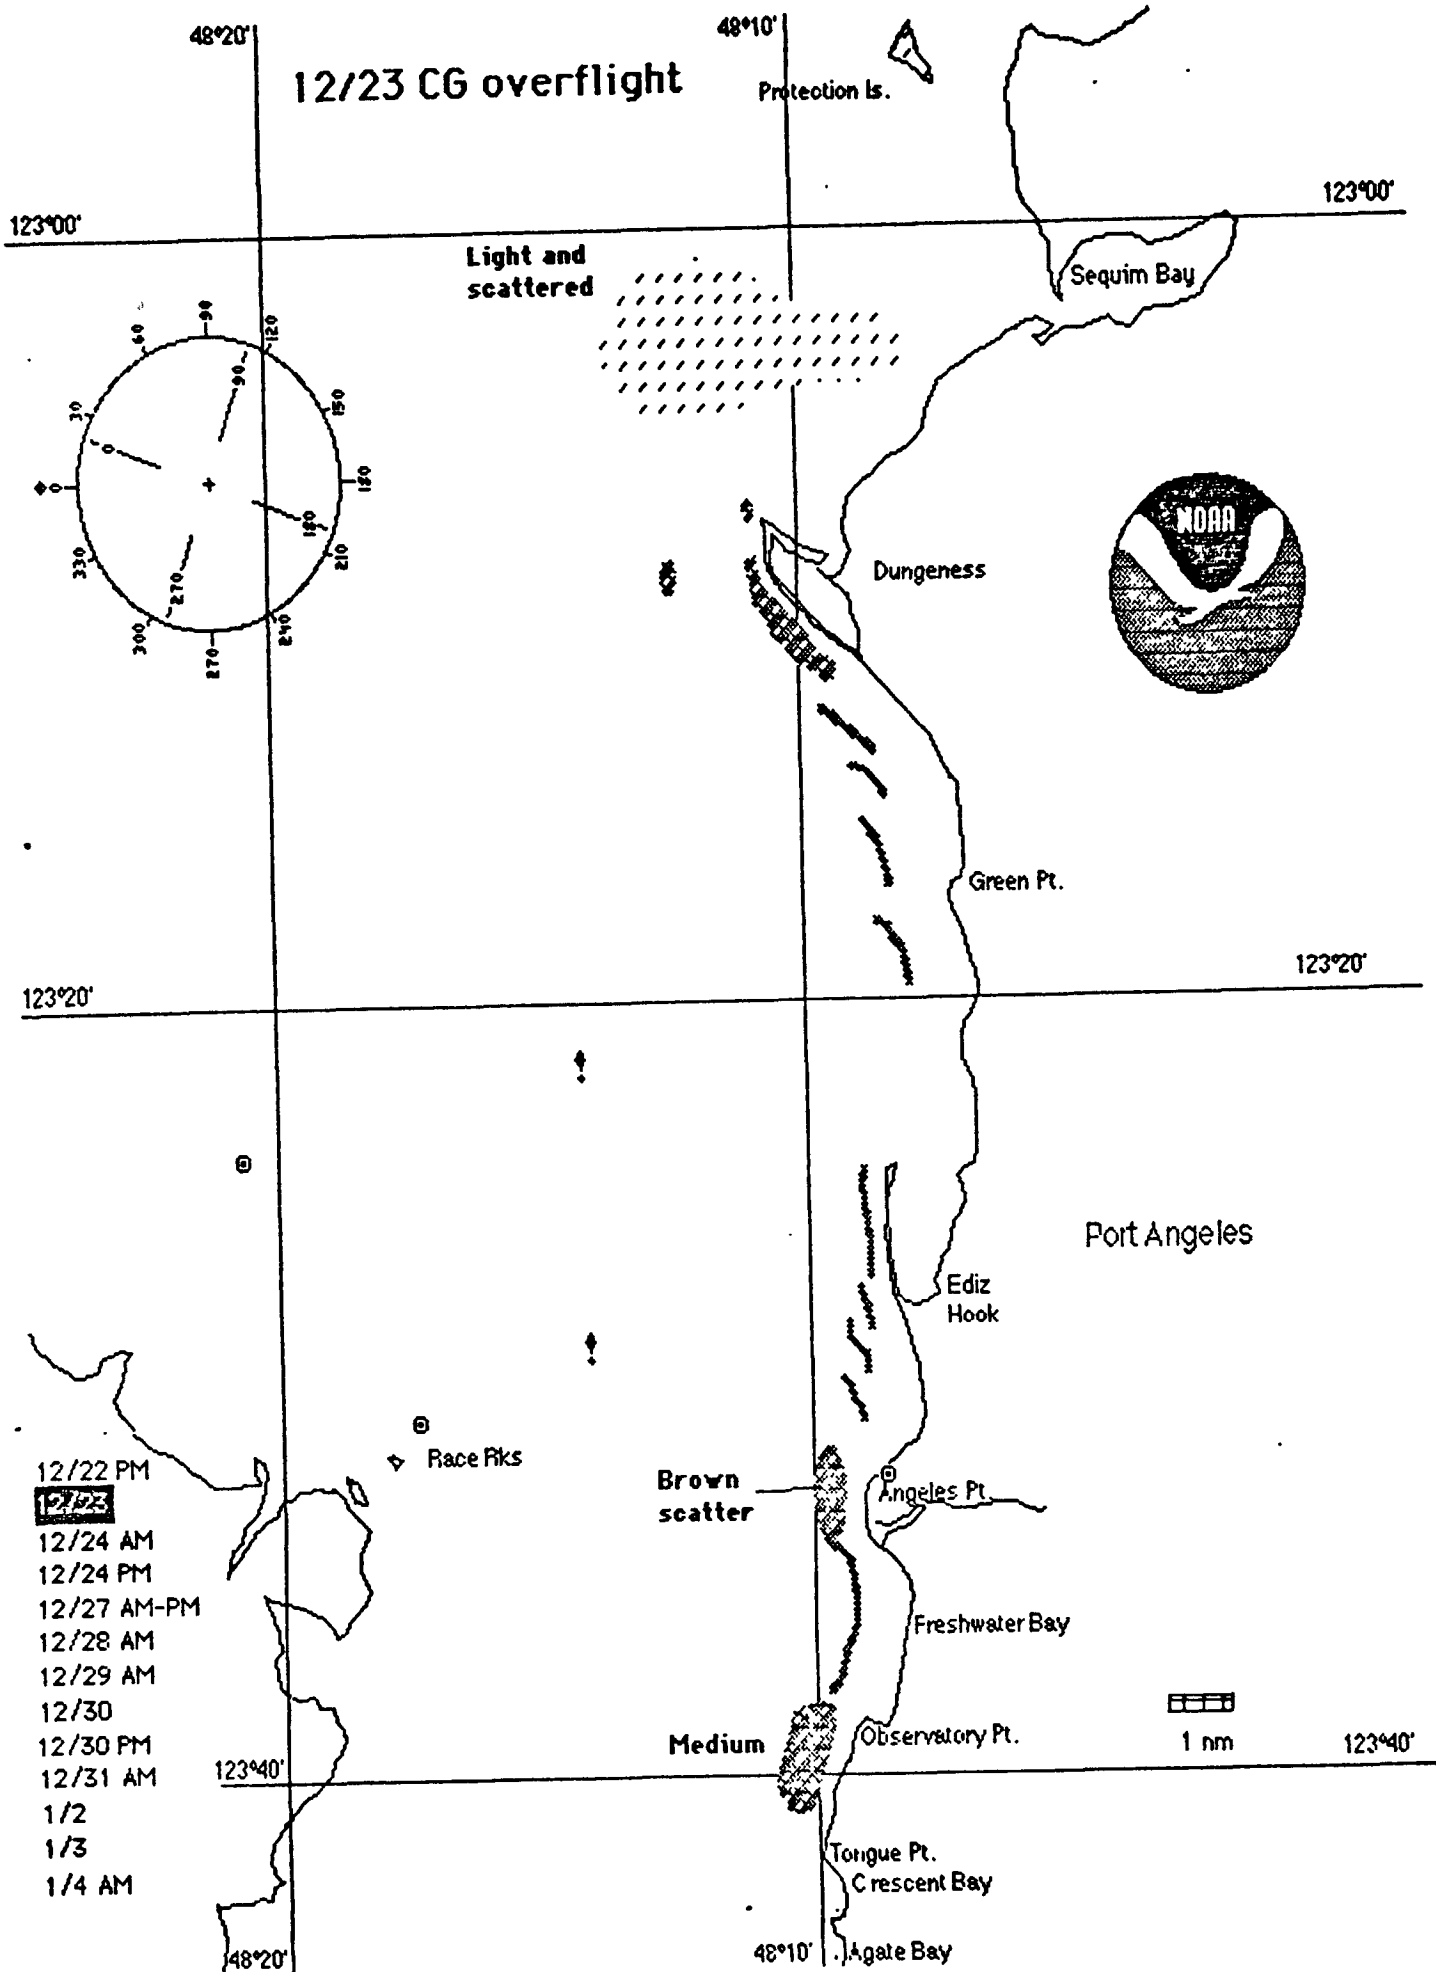 48°20'
48°10'
12/23 CG overflight
Protection Is.
123°00'
123°00'
Light and
scattered
Sequim Bay
0
30
60
90
120
150
180
210
240
270
300
330
0
90
180
270
NOAA
Dungeness
Green Pt.
123°20'
123°20'
Port Angeles
Ediz
Hook
Race Rks
Brown
scatter
Angeles Pt
12/22 PM
12/23
12/24 AM
12/24 PM
12/27 AM-PM
12/28 AM
12/29 AM
12/30
12/30 PM
12/31 AM
1/2
1/3
1/4 AM
Freshwater Bay
Medium
Observatory Pt.
1 nm
123°40'
123°40'
Tongue Pt.
Crescent Bay
48°20'
48°10'
Agate Bay